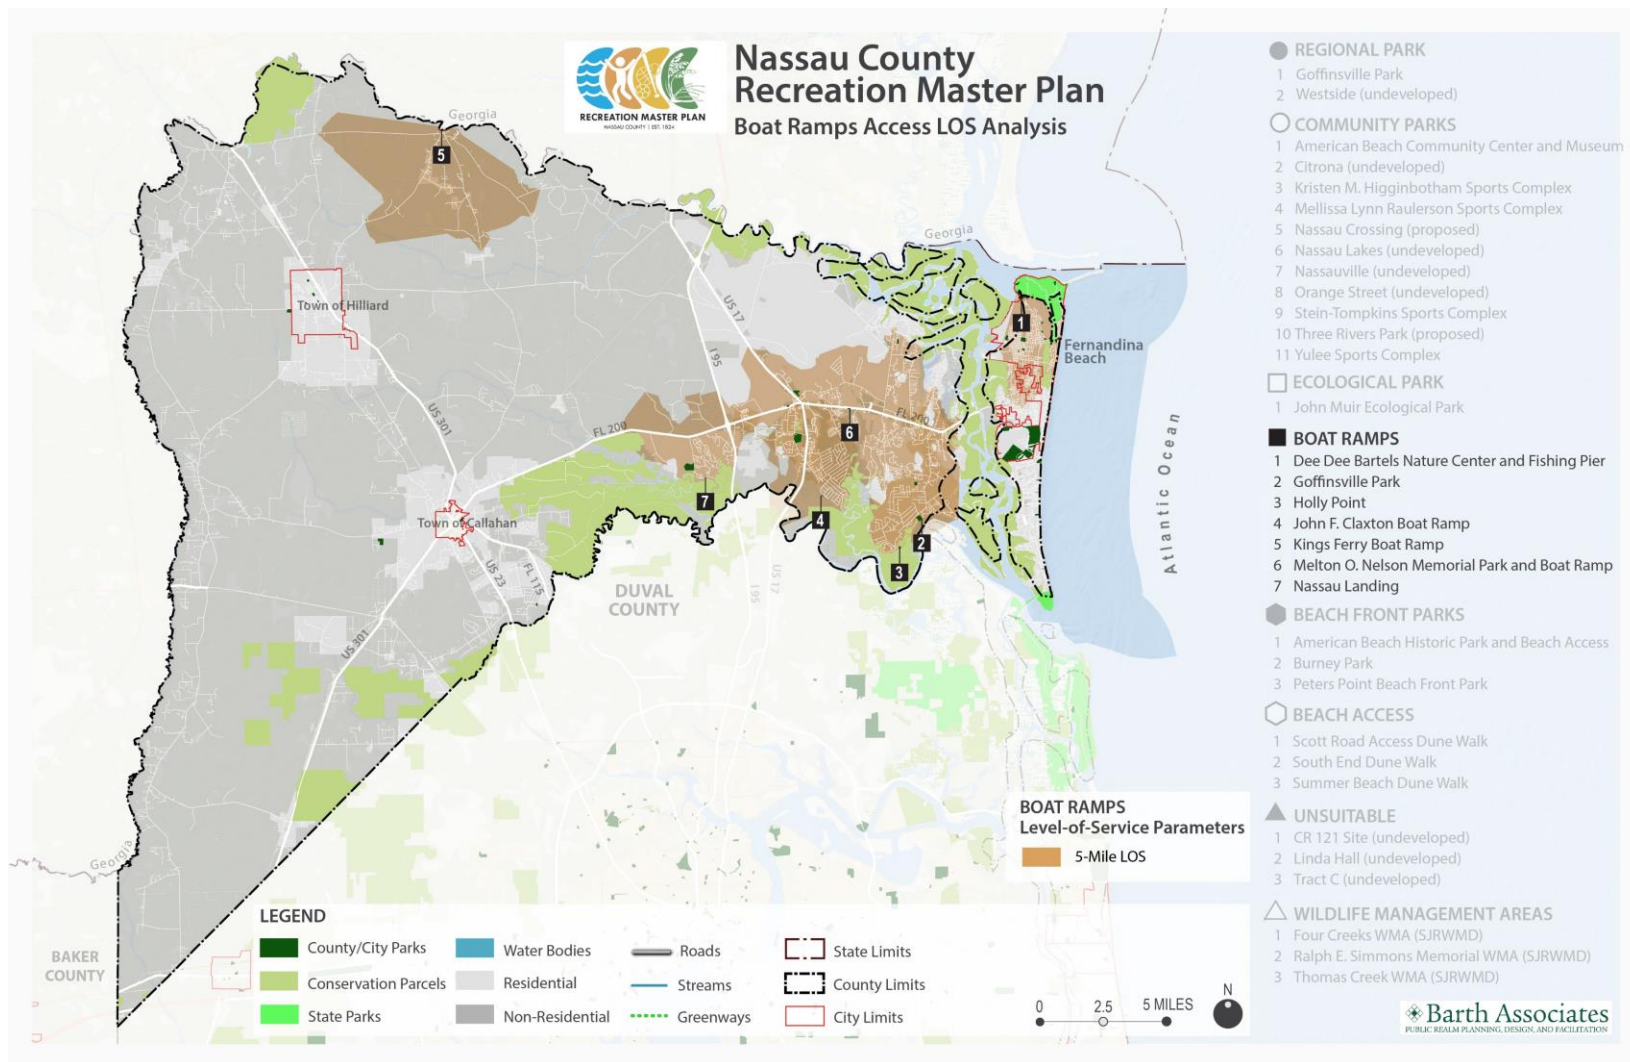 Nassau County
Recreation Master Plan
Boat Ramps Access LOS Analysis
RECREATION MASTER PLAN
NASSAU COUNTY | EST. 1824
Georgia
5
Georgia
Town of Hilliard
US 17
I 95
1
Fernandina
Beach
US 301
FL 200
FL 200
6
7
4
2
3
Town of Callahan
US 23
FL 115
US 301
DUVAL
COUNTY
I 95
US 17
Atlantic Ocean
Georgia
BAKER
COUNTY
REGIONAL PARK
1 Goffinsville Park
2 Westside (undeveloped)
COMMUNITY PARKS
1 American Beach Community Center and Museum
2 Citrona (undeveloped)
3 Kristen M. Higginbotham Sports Complex
4 Mellissa Lynn Raulerson Sports Complex
5 Nassau Crossing (proposed)
6 Nassau Lakes (undeveloped)
7 Nassauville (undeveloped)
8 Orange Street (undeveloped)
9 Stein-Tompkins Sports Complex
10 Three Rivers Park (proposed)
11 Yulee Sports Complex
ECOLOGICAL PARK
1 John Muir Ecological Park
BOAT RAMPS
1 Dee Dee Bartels Nature Center and Fishing Pier
2 Goffinsville Park
3 Holly Point
4 John F. Claxton Boat Ramp
5 Kings Ferry Boat Ramp
6 Melton O. Nelson Memorial Park and Boat Ramp
7 Nassau Landing
BEACH FRONT PARKS
1 American Beach Historic Park and Beach Access
2 Burney Park
3 Peters Point Beach Front Park
BEACH ACCESS
1 Scott Road Access Dune Walk
2 South End Dune Walk
3 Summer Beach Dune Walk
UNSUITABLE
1 CR 121 Site (undeveloped)
2 Linda Hall (undeveloped)
3 Tract C (undeveloped)
WILDLIFE MANAGEMENT AREAS
1 Four Creeks WMA (SJRWMD)
2 Ralph E. Simmons Memorial WMA (SJRWMD)
3 Thomas Creek WMA (SJRWMD)
BOAT RAMPS
Level-of-Service Parameters
5-Mile LOS
LEGEND
County/City Parks
Conservation Parcels
State Parks
Water Bodies
Residential
Non-Residential
Roads
Streams
Greenways
State Limits
County Limits
City Limits
0 2.5 5 MILES
N
Barth Associates
PUBLIC REALM PLANNING, DESIGN, AND FACILITATION